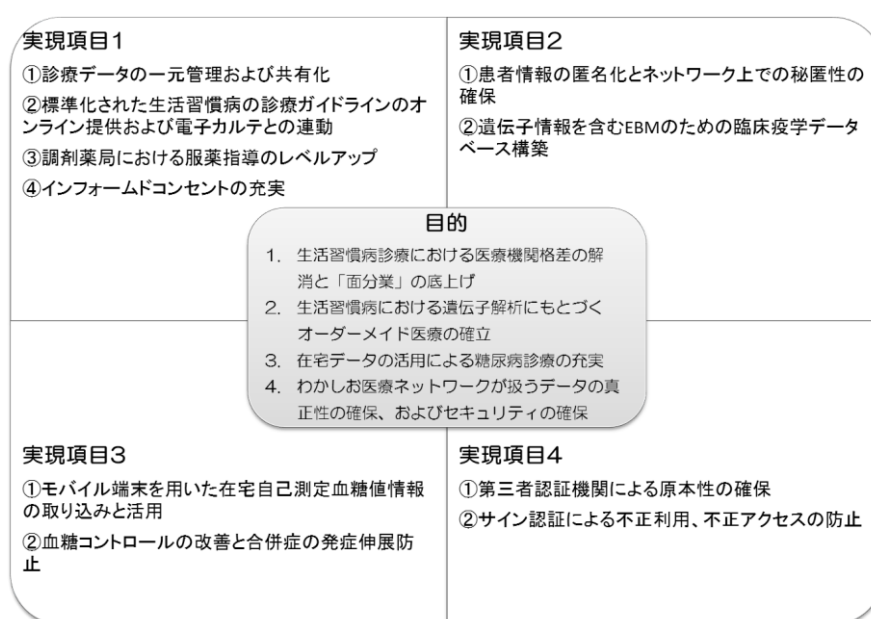 実現項目1
①診療データの一元管理および共有化
②標準化された生活習慣病の診療ガイドラインのオ
ンライン提供および電子カルテとの連動
③調剤薬局における服薬指導のレベルアップ
④インフォームドコンセントの充実
実現項目2
①患者情報の匿名化とネットワーク上での秘匿性の
確保
②遺伝子情報を含むEBMのための臨床疫学データ
ベース構築
目的
1. 生活習慣病診療における医療機関格差の解
消と「面分業」の底上げ
2. 生活習慣病における遺伝子解析にもとづく
オーダーメイド医療の確立
3. 在宅データの活用による糖尿病診療の充実
4. わかしお医療ネットワークが扱うデータの真
正性の確保、およびセキュリティの確保
実現項目3
①モバイル端末を用いた在宅自己測定血糖値情報
の取り込みと活用
②血糖コントロールの改善と合併症の発症伸展防
止
実現項目4
①第三者認証機関による原本性の確保
②サイン認証による不正利用、不正アクセスの防止